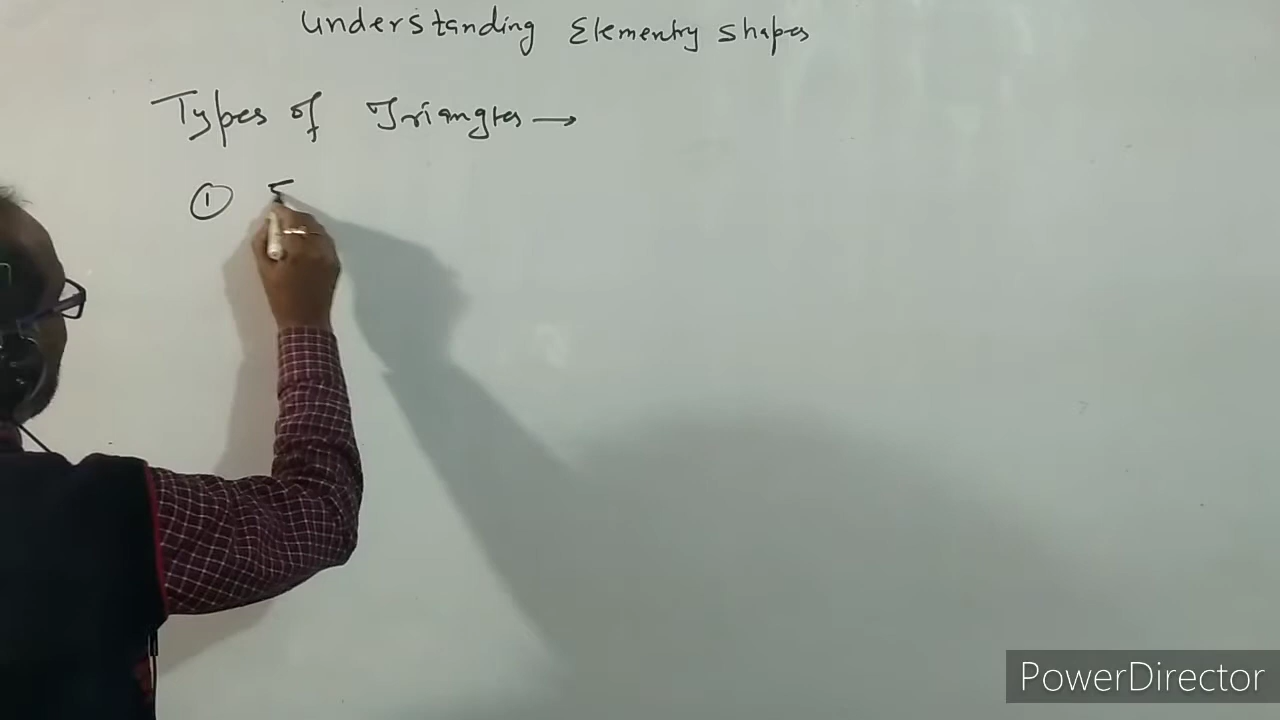 Understanding Elementry Shapes
Types of Triangles →
①
PowerDirector